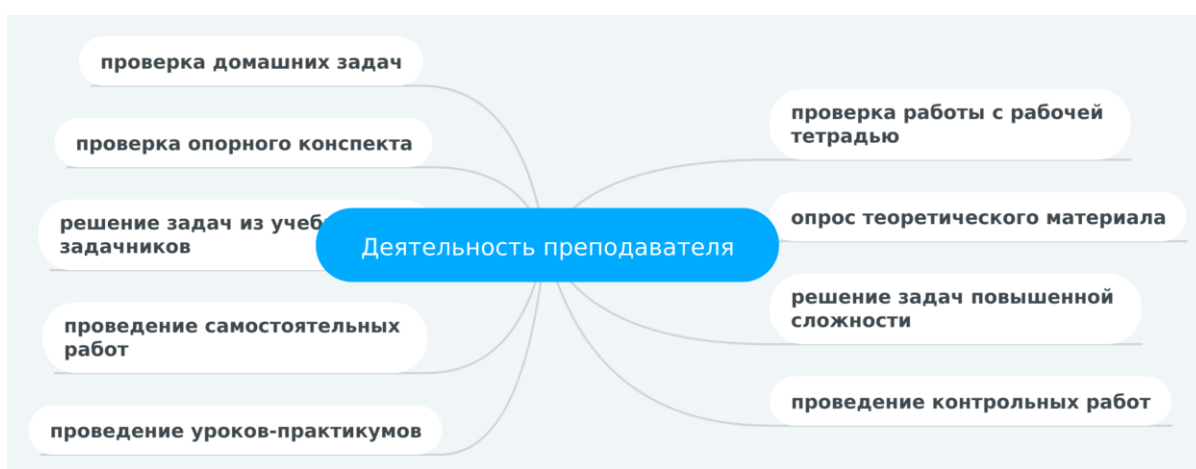 проверка домашних задач
проверка опорного конспекта
решение задач из
задачников
проведение самостоятельных
работ
проведение уроков-практикумов
Деятельность преподавателя
проверка работы с рабочей
тетрадью
опрос теоретического материала
решение задач повышенной
сложности
проведение контрольных работ